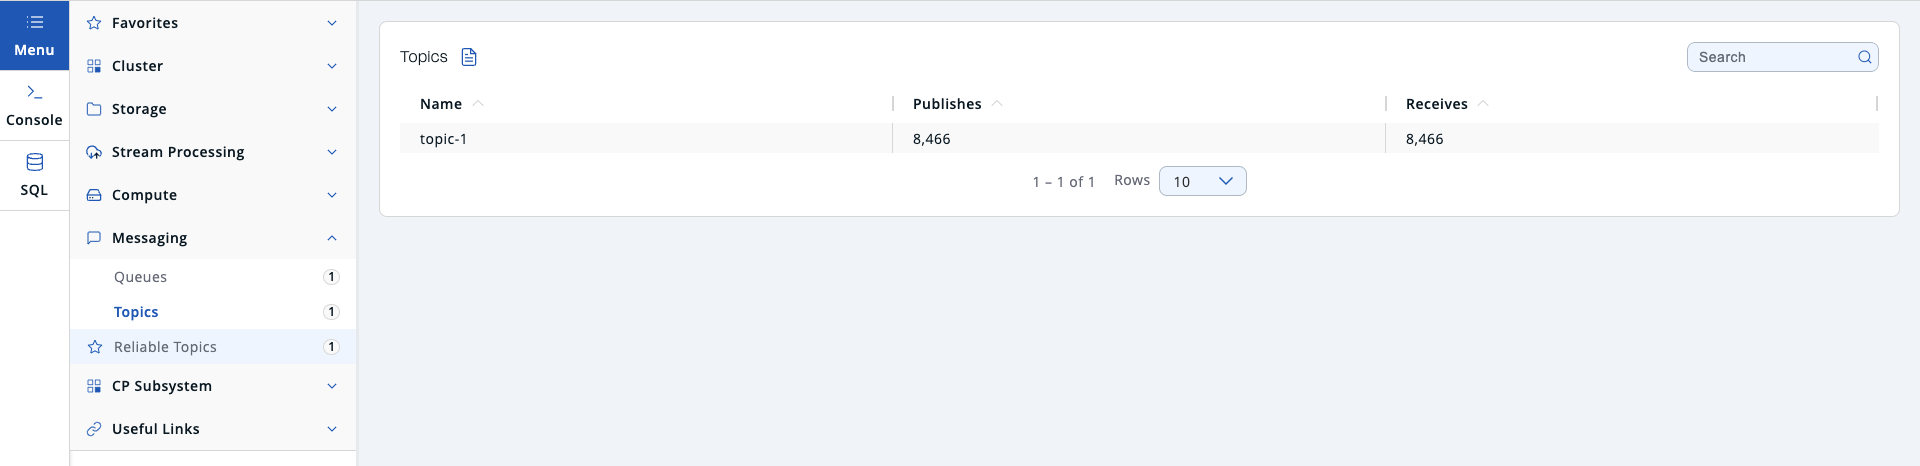 Menu
Console
SQL
Favorites
Cluster
Storage
Stream Processing
Compute
Messaging
Queues 1
Topics 1
Reliable Topics 1
CP Subsystem
Useful Links
Topics
Search
Name Publishes Receives
topic-1 8,466 8,466
1 – 1 of 1 Rows 10